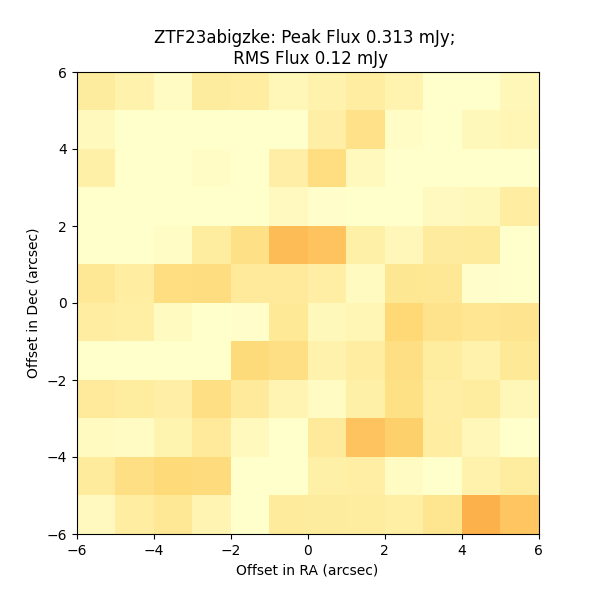 ZTF23abigzke: Peak Flux 0.313 mJy;
RMS Flux 0.12 mJy
6
4
2
0
−2
−4
−6
Offset in Dec (arcsec)
−6 −4 −2 0 2 4 6
Offset in RA (arcsec)